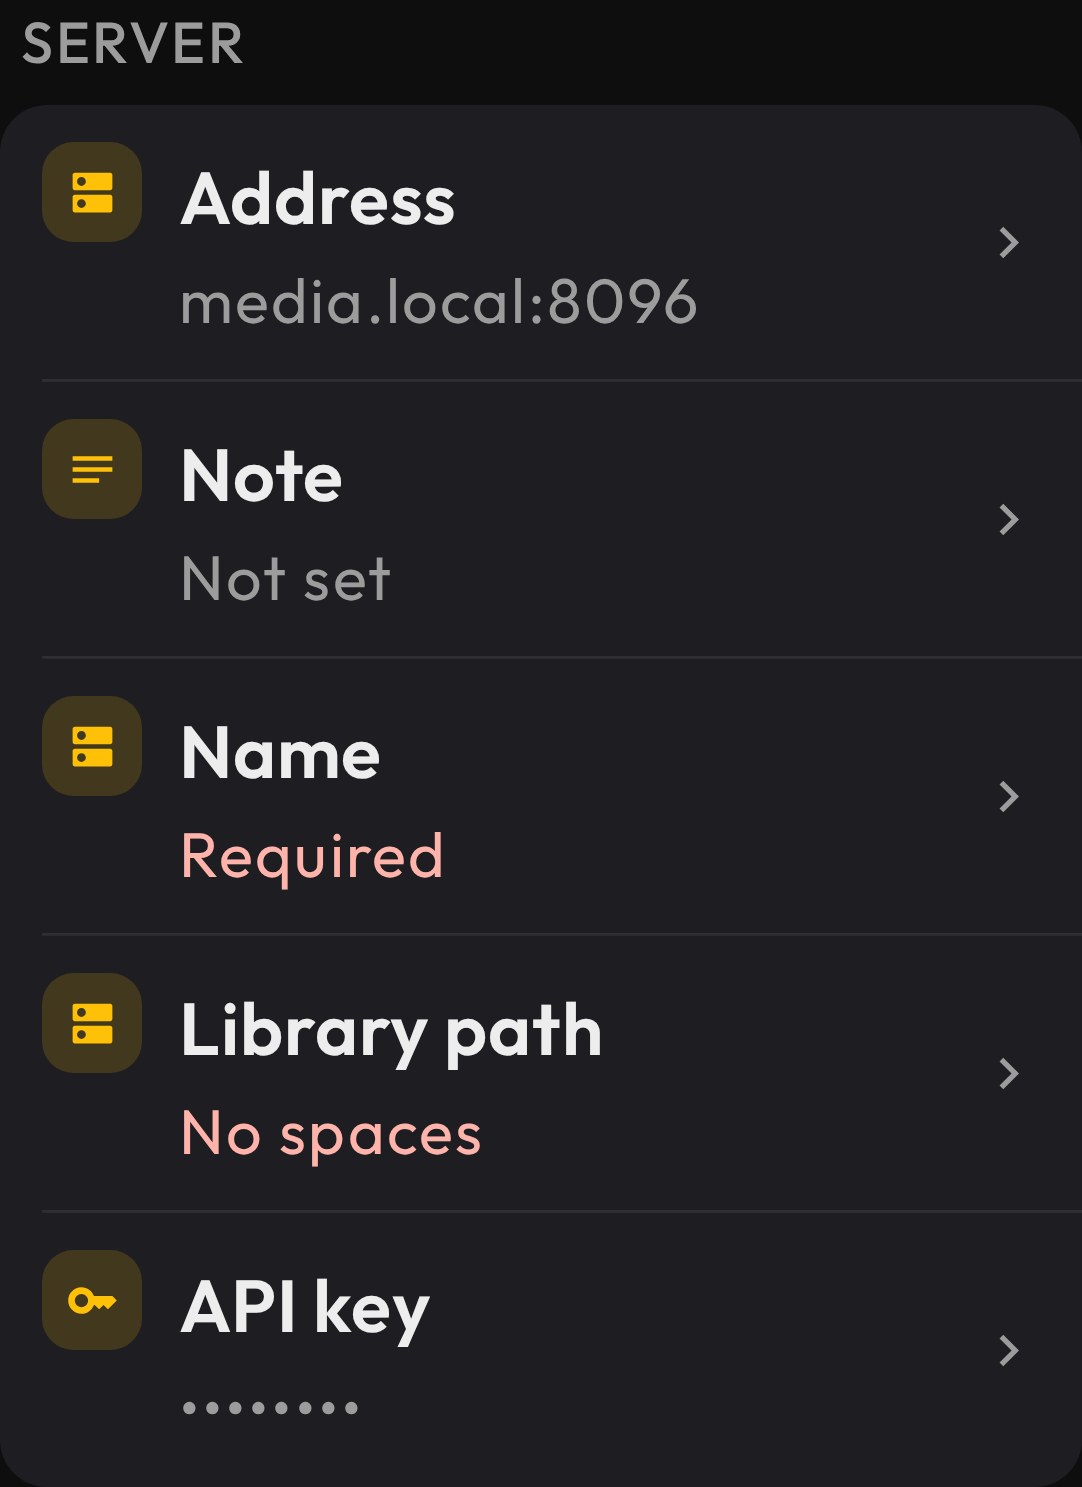 SERVER
Address
media.local:8096
Note
Not set
Name
Required
Library path
No spaces
API key
••••••••